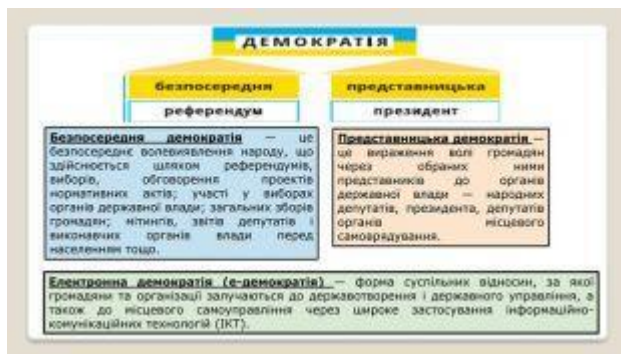 ДЕМОКРАТІЯ
безпосередня
представницька
референдум
президент
Безпосередня демократія — це
безпосереднє волевиявлення народу, що
здійснюється шляхом референдумів,
виборів, обговорення проектів
нормативних актів; участі у виборах
органів державної влади; загальних зборів
громадян; мітингів, звітів депутатів і
виконавчих органів влади перед
населенням тощо.
Представницька демократія —
це вираження волі громадян
через обраних ними
представників до органів
державної влади — народних
депутатів, президента, депутатів
органів місцевого
самоврядування.
Електронна демократія (е-демократія) — форма суспільних відносин, за якої
громадяни та організації залучаються до державотворення і державного управління, а
також до місцевого самоуправління через широке застосування інформаційно-
комунікаційних технологій (ІКТ).